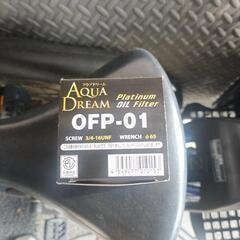 アクアドリーム
AQUA
DREAM
Platinum
OIL Filter
OFP-01
SCREW 3/4-16UNF WRENCH φ65